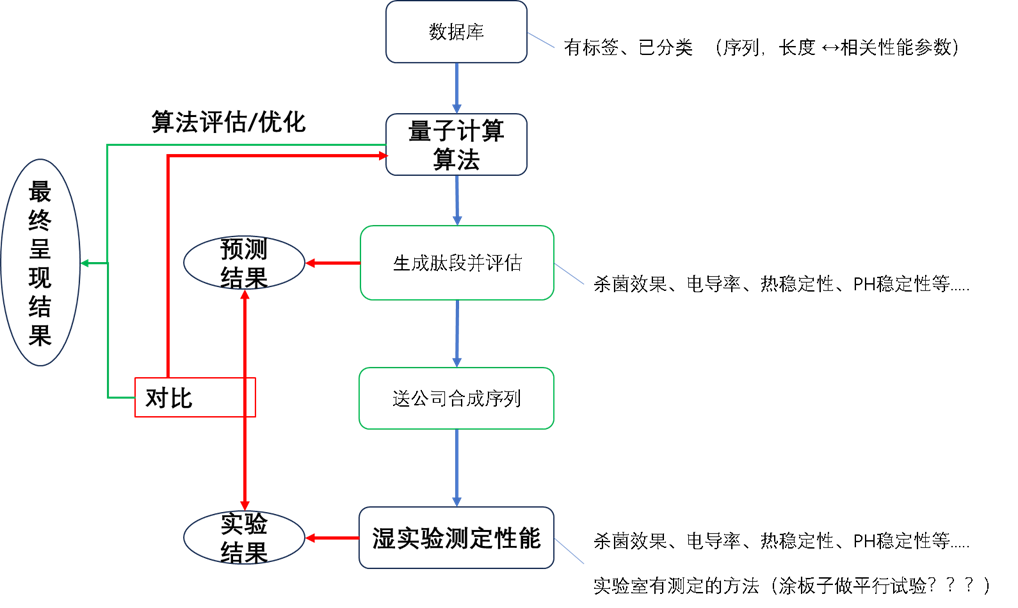 数据库
有标签、已分类 （序列，长度 ↔相关性能参数）
算法评估/优化
量子计算
算法
最
终
呈
现
结
果
预测
结果
生成肽段并评估
杀菌效果、电导率、热稳定性、PH稳定性等.....
对比
送公司合成序列
实验
结果
湿实验测定性能
杀菌效果、电导率、热稳定性、PH稳定性等.....
实验室有测定的方法（涂板子做平行试验？？？）